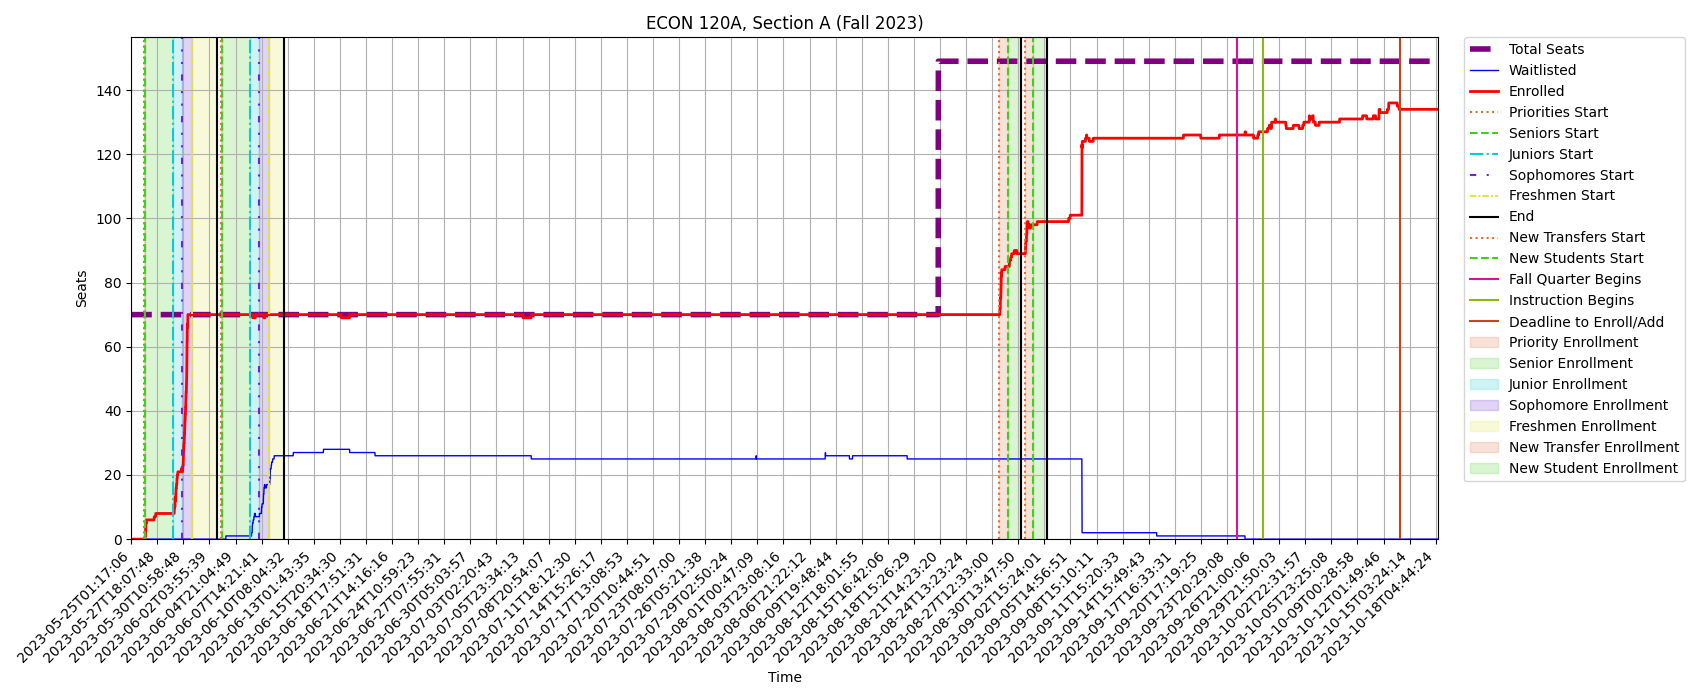 ECON 120A, Section A (Fall 2023)
Seats
140
120
100
80
60
40
20
0
2023-05-25T01:17:06
2023-05-27T18:07:48
2023-05-30T10:58:48
2023-06-02T03:55:39
2023-06-04T21:04:49
2023-06-07T14:21:41
2023-06-10T08:04:32
2023-06-13T01:43:35
2023-06-15T20:34:30
2023-06-18T17:51:31
2023-06-21T14:16:16
2023-06-24T10:59:23
2023-06-27T07:55:31
2023-06-30T05:03:57
2023-07-03T02:20:43
2023-07-05T23:34:13
2023-07-08T20:54:07
2023-07-11T18:12:30
2023-07-14T15:26:17
2023-07-17T13:08:53
2023-07-20T10:44:51
2023-07-23T08:07:00
2023-07-26T05:21:38
2023-07-29T02:50:24
2023-08-01T00:47:09
2023-08-03T23:08:16
2023-08-06T21:22:12
2023-08-09T19:48:44
2023-08-12T18:01:55
2023-08-15T16:42:06
2023-08-18T15:26:29
2023-08-21T14:23:20
2023-08-24T13:23:24
2023-08-27T12:33:00
2023-08-30T13:47:50
2023-09-02T15:24:01
2023-09-05T14:56:51
2023-09-08T15:10:11
2023-09-11T15:20:33
2023-09-14T15:49:43
2023-09-17T16:33:31
2023-09-20T17:19:25
2023-09-23T20:29:08
2023-09-26T21:00:06
2023-09-29T21:50:03
2023-10-02T22:31:57
2023-10-05T23:25:08
2023-10-09T00:28:58
2023-10-12T01:49:46
2023-10-15T03:24:14
2023-10-18T04:44:24
Time
Total Seats
Waitlisted
Enrolled
Priorities Start
Seniors Start
Juniors Start
Sophomores Start
Freshmen Start
End
New Transfers Start
New Students Start
Fall Quarter Begins
Instruction Begins
Deadline to Enroll/Add
Priority Enrollment
Senior Enrollment
Junior Enrollment
Sophomore Enrollment
Freshmen Enrollment
New Transfer Enrollment
New Student Enrollment